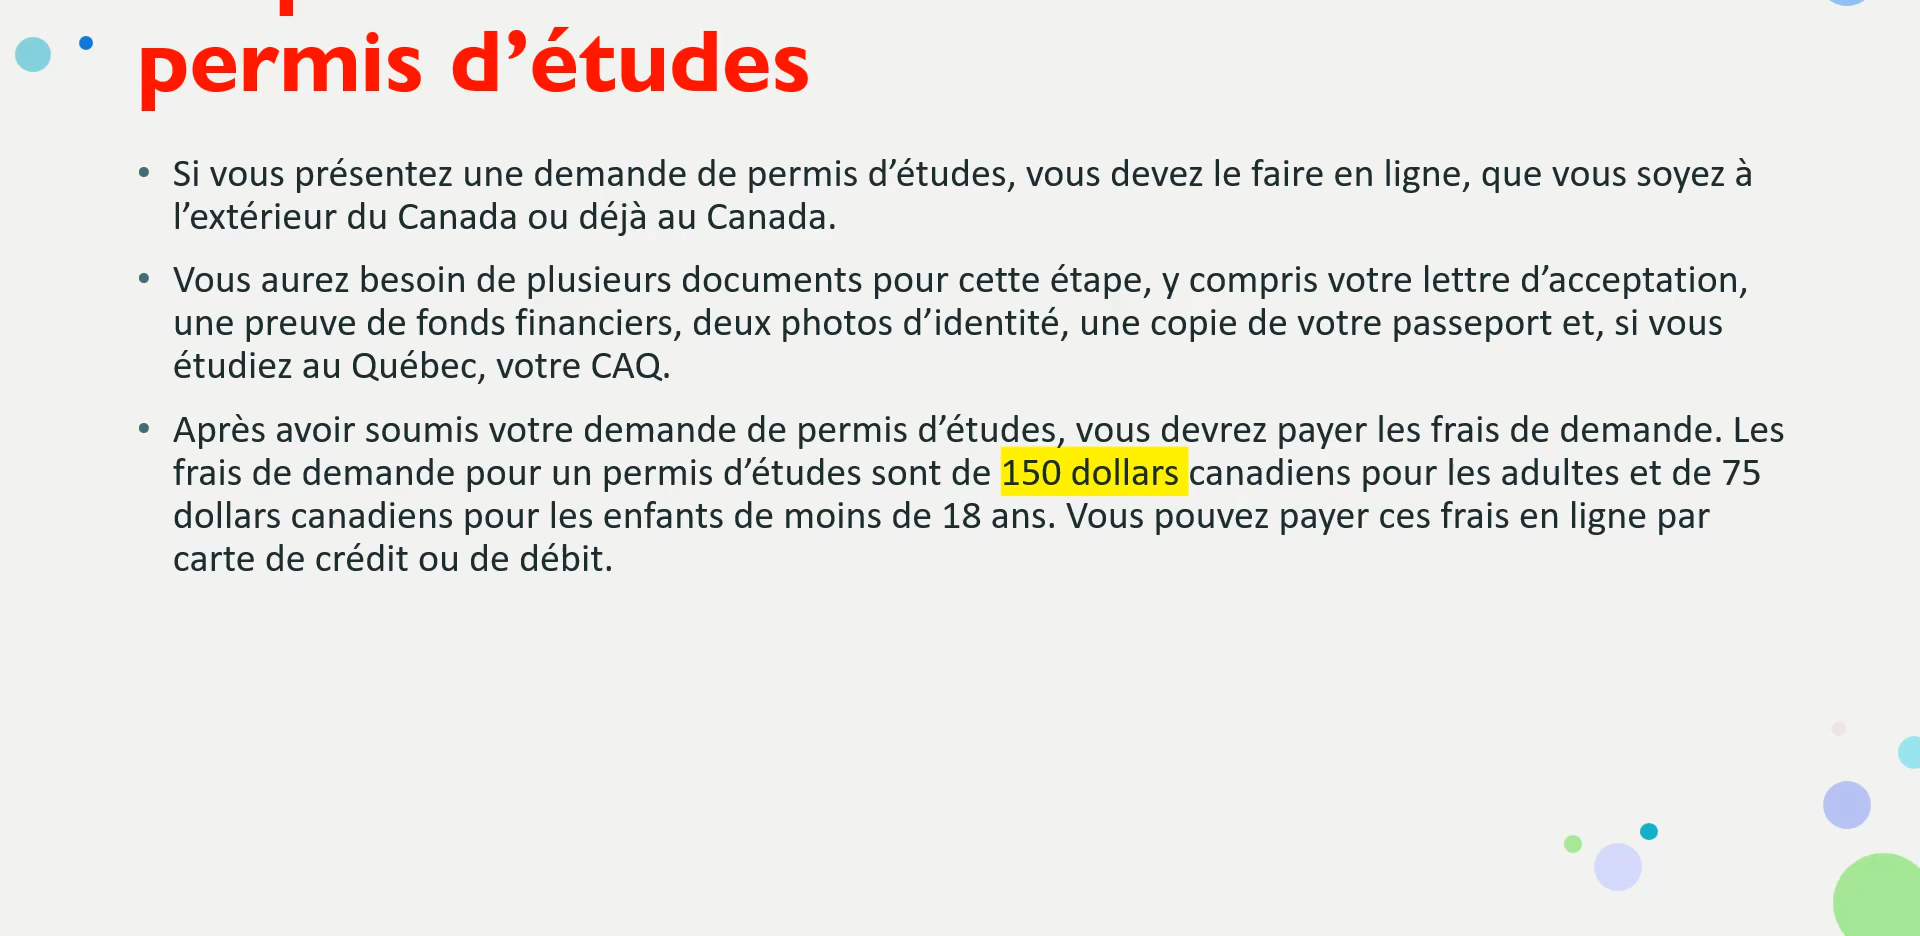 permis d’études
• Si vous présentez une demande de permis d’études, vous devez le faire en ligne, que vous soyez à
l’extérieur du Canada ou déjà au Canada.
• Vous aurez besoin de plusieurs documents pour cette étape, y compris votre lettre d’acceptation,
une preuve de fonds financiers, deux photos d’identité, une copie de votre passeport et, si vous
étudiez au Québec, votre CAQ.
• Après avoir soumis votre demande de permis d’études, vous devrez payer les frais de demande. Les
frais de demande pour un permis d’études sont de 150 dollars canadiens pour les adultes et de 75
dollars canadiens pour les enfants de moins de 18 ans. Vous pouvez payer ces frais en ligne par
carte de crédit ou de débit.